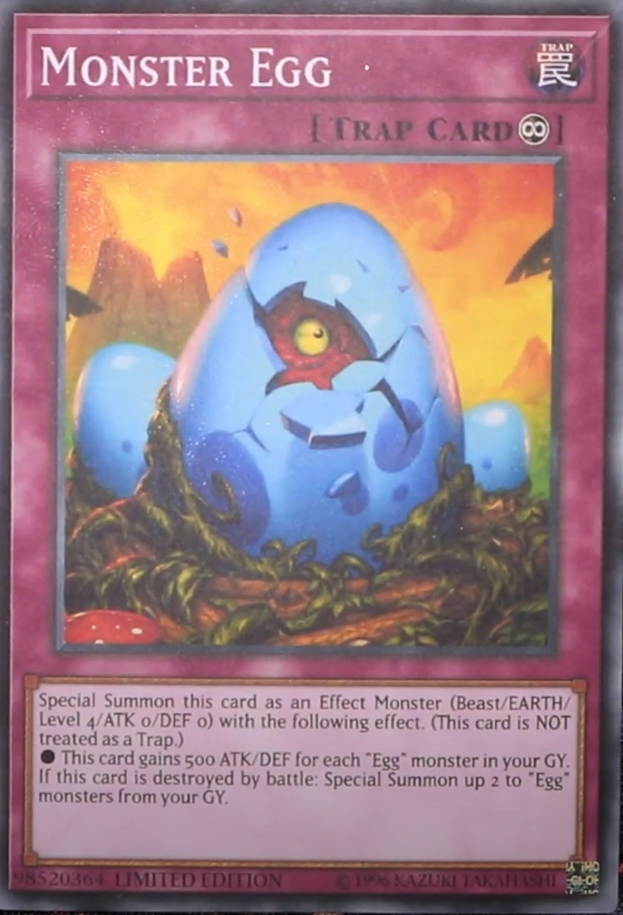 MONSTER EGG
TRAP
罠
[TRAP CARD∞]
Special Summon this card as an Effect Monster (Beast/EARTH/
Level 4/ATK 0/DEF 0) with the following effect. (This card is NOT
treated as a Trap.)
● This card gains 500 ATK/DEF for each "Egg" monster in your GY.
If this card is destroyed by battle: Special Summon up 2 to "Egg"
monsters from your GY.
98520364 LIMITED EDITION ©1996 KAZUKI TAKAHASHI